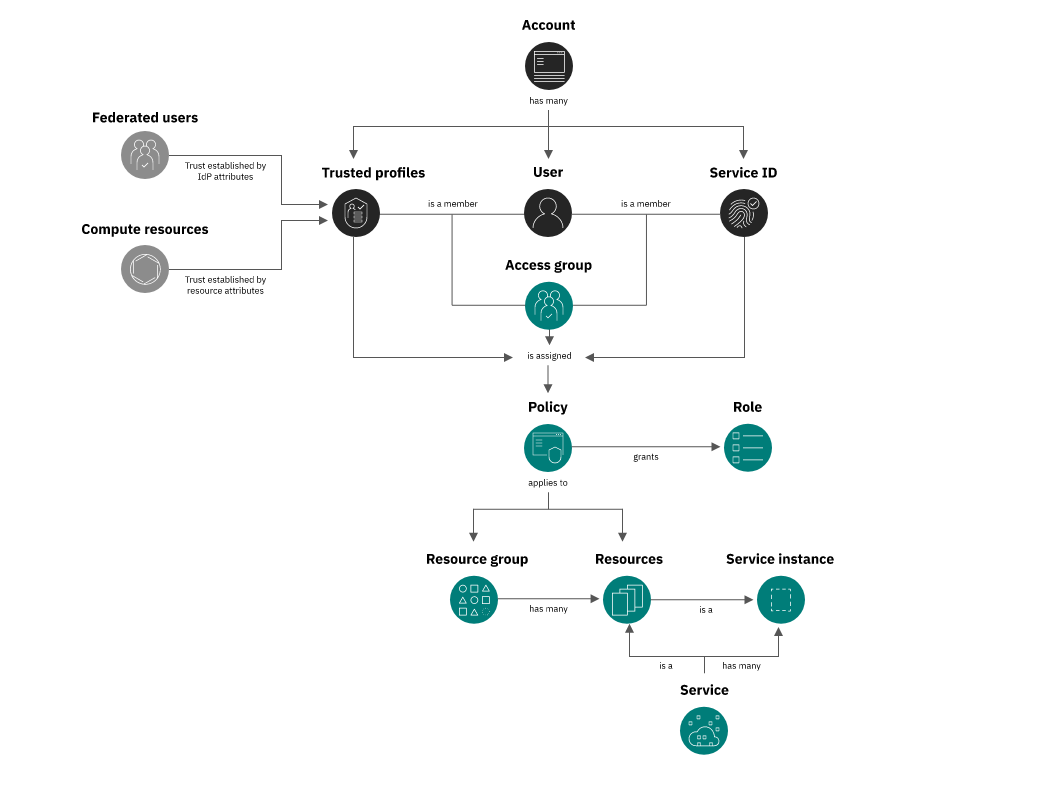 Account
has many
Federated users
Trust established by
IdP attributes
Trusted profiles
User
Service ID
is a member
is a member
Compute resources
Trust established by
resource attributes
Access group
is assigned
Policy
Role
grants
applies to
Resource group
Resources
Service instance
has many
is a
is a
has many
Service